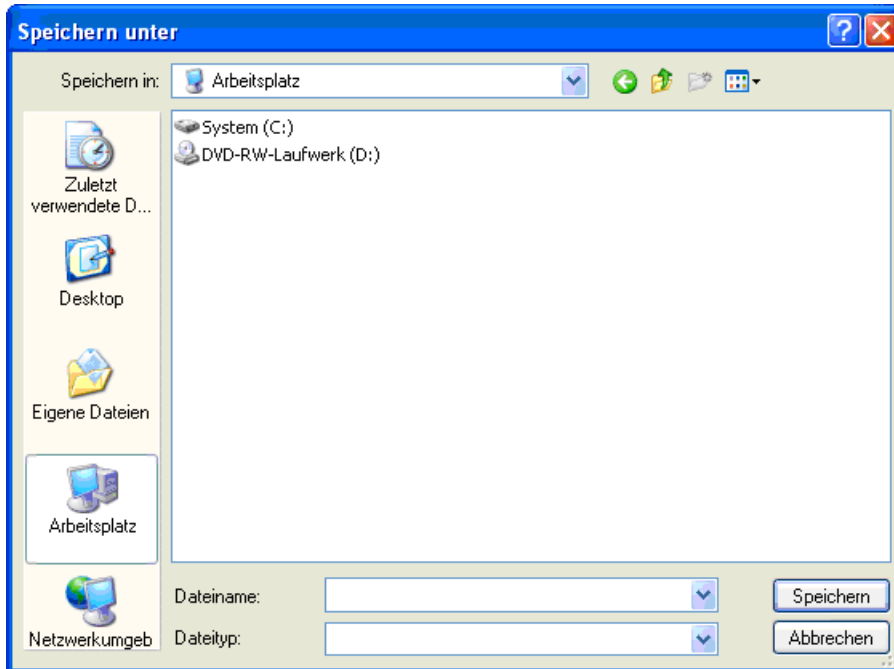 Speichern unter
Speichern in: Arbeitsplatz
System (C:)
DVD-RW-Laufwerk (D:)
Zuletzt
verwendete D...
Desktop
Eigene Dateien
Arbeitsplatz
Netzwerkumgeb
Dateiname:
Speichern
Dateityp:
Abbrechen